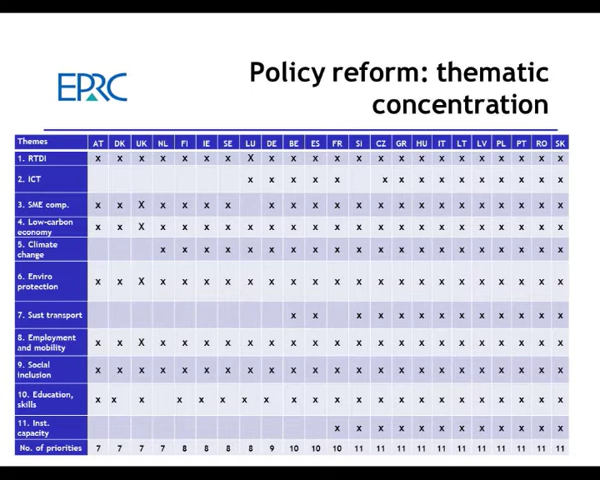 EPRC
Policy reform: thematic
concentration
Themes AT DK UK NL FI IE SE LU DE BE ES FR SI CZ GR HU IT LT LV PL PT RO SK
1. RTDI x x x x x x x X x x x x x x x x x x x x x x x
2. ICT x x x x x x x x x x x x x x x
3. SME comp. x x X x x x x x x x x x x x x x x x x x x x
4. Low-carbon
economy x x X x x x x x x x x x x x x x x x x x x x x
5. Climate
change x x x x x x x x x x x x x x x x x x x x
6. Enviro
protection x x X x x x x x x x x x x x x x x x x x x x x
7. Sust transport x x x x x x x x x x x x x
8. Employment
and mobility x x X x x x x x x x x x x x x x x x x x x x x
9. Social
inclusion x x x x x x x x x x x x x x x x x x x x x x x
10. Education,
skills x x x x x x x x x x x x x x x x x x x x x x
11. Inst.
capacity x x x x x x x x x x x x
No. of priorities 7 7 7 7 8 8 8 8 9 10 10 10 11 11 11 11 11 11 11 11 11 11 11